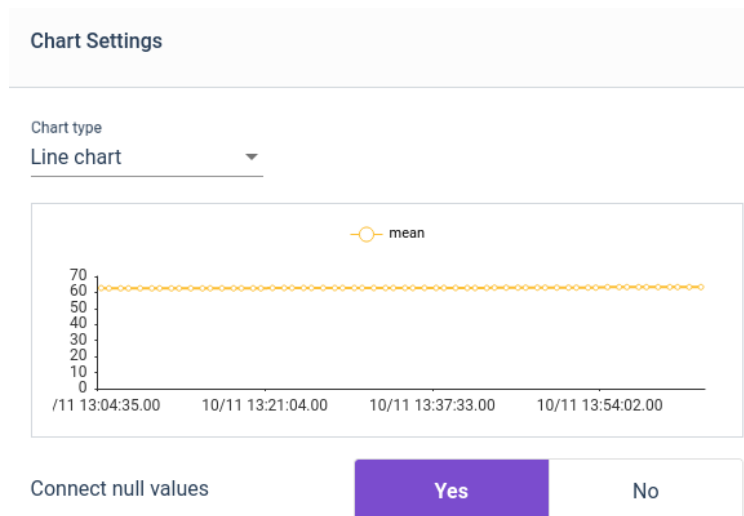 Chart Settings
Chart type
Line chart
mean
70
60
50
40
30
20
10
0
/11 13:04:35.00 10/11 13:21:04.00 10/11 13:37:33.00 10/11 13:54:02.00
Connect null values Yes No